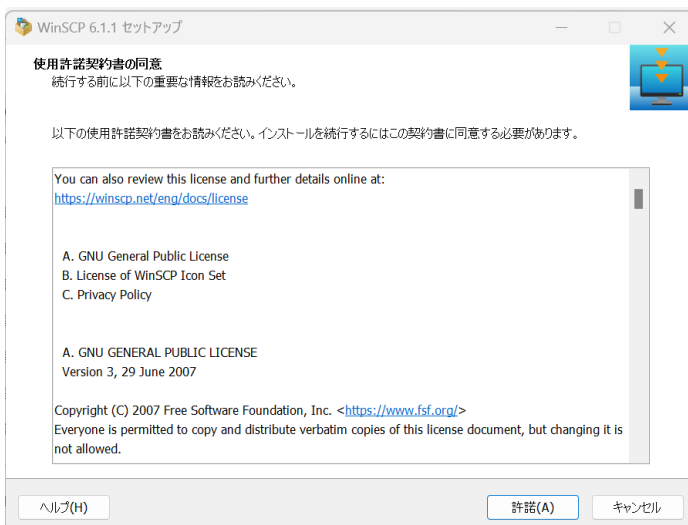 WinSCP 6.1.1 セットアップ
使用許諾契約書の同意
続行する前に以下の重要な情報をお読みください。
以下の使用許諾契約書をお読みください。インストールを続行するにはこの契約書に同意する必要があります。
You can also review this license and further details online at:
https://winscp.net/eng/docs/license
A. GNU General Public License
B. License of WinSCP Icon Set
C. Privacy Policy
A. GNU GENERAL PUBLIC LICENSE
Version 3, 29 June 2007
Copyright (C) 2007 Free Software Foundation, Inc. <https://www.fsf.org/>
Everyone is permitted to copy and distribute verbatim copies of this license document, but changing it is
not allowed.
ヘルプ(H)
許諾(A)
キャンセル